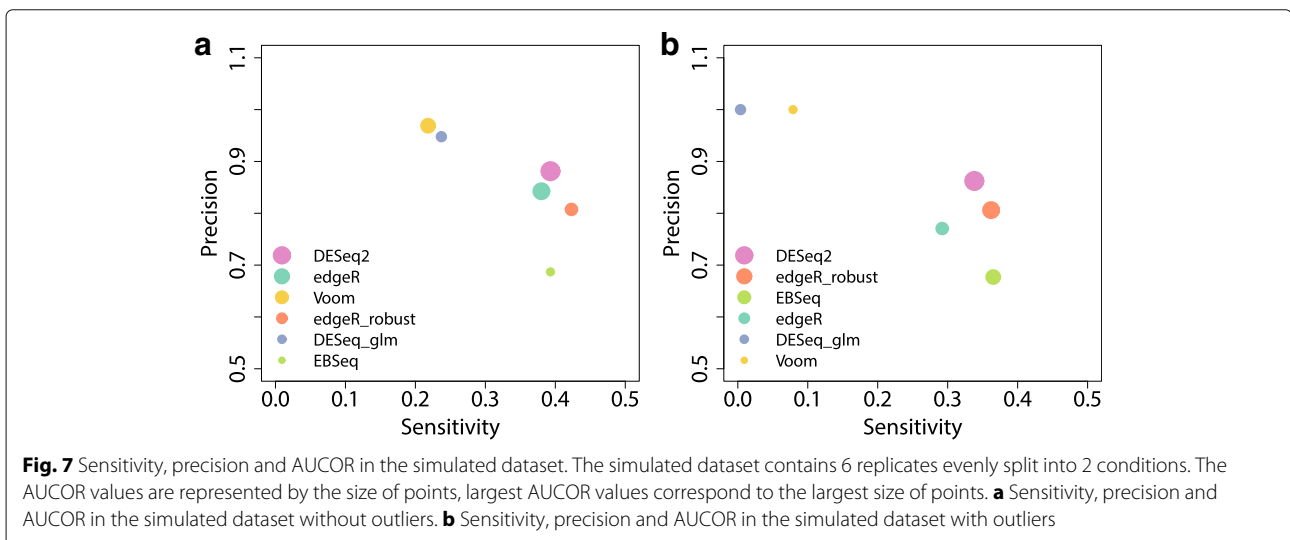 a
1.1
0.9
0.7
0.5
Precision
DESeq2
edgeR
Voom
edgeR_robust
DESeq_glm
EBSeq
0.0 0.1 0.2 0.3 0.4 0.5
Sensitivity
b
1.1
0.9
0.7
0.5
Precision
DESeq2
edgeR_robust
EBSeq
edgeR
DESeq_glm
Voom
0.0 0.1 0.2 0.3 0.4 0.5
Sensitivity
Fig. 7 Sensitivity, precision and AUCOR in the simulated dataset. The simulated dataset contains 6 replicates evenly split into 2 conditions. The
AUCOR values are represented by the size of points, largest AUCOR values correspond to the largest size of points. a Sensitivity, precision and
AUCOR in the simulated dataset without outliers. b Sensitivity, precision and AUCOR in the simulated dataset with outliers